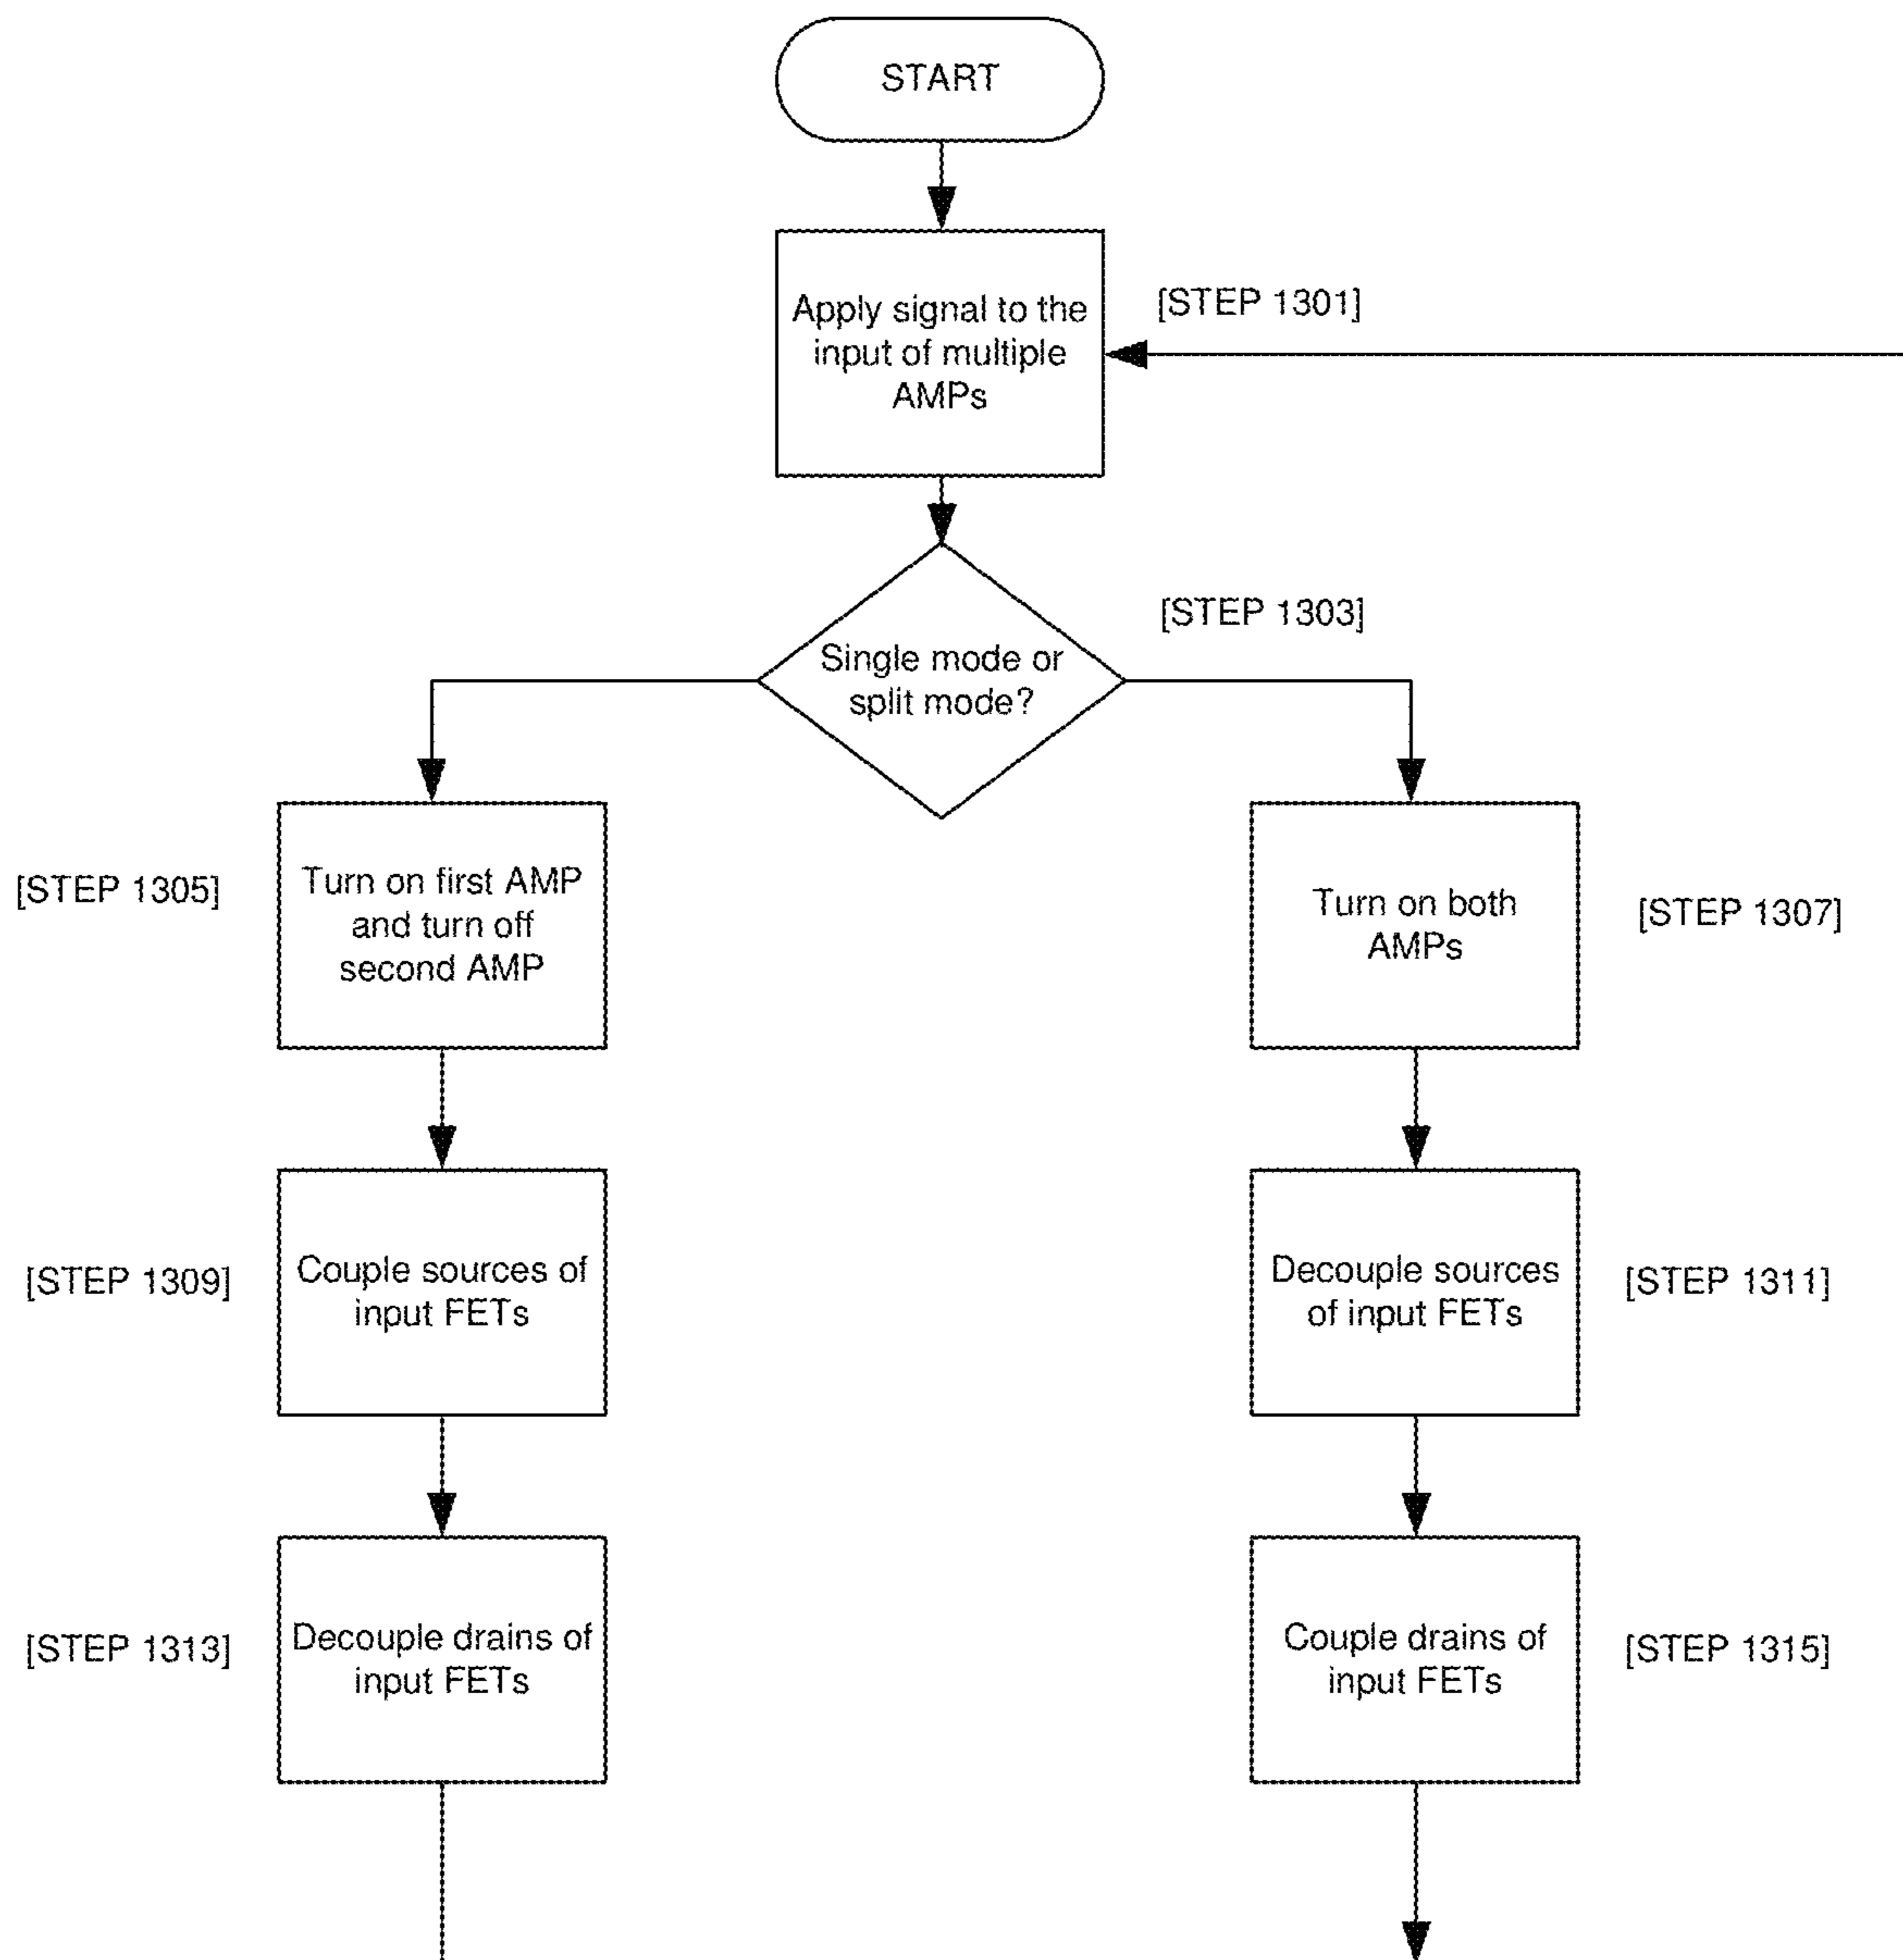 START
Apply signal to the
input of multiple
AMPs
[STEP 1301]
Single mode or
split mode?
[STEP 1303]
[STEP 1305]
Turn on first AMP
and turn off
second AMP
Turn on both
AMPs
[STEP 1307]
[STEP 1309]
Couple sources of
input FETs
Decouple sources
of input FETs
[STEP 1311]
[STEP 1313]
Decouple drains of
input FETs
Couple drains of
input FETs
[STEP 1315]